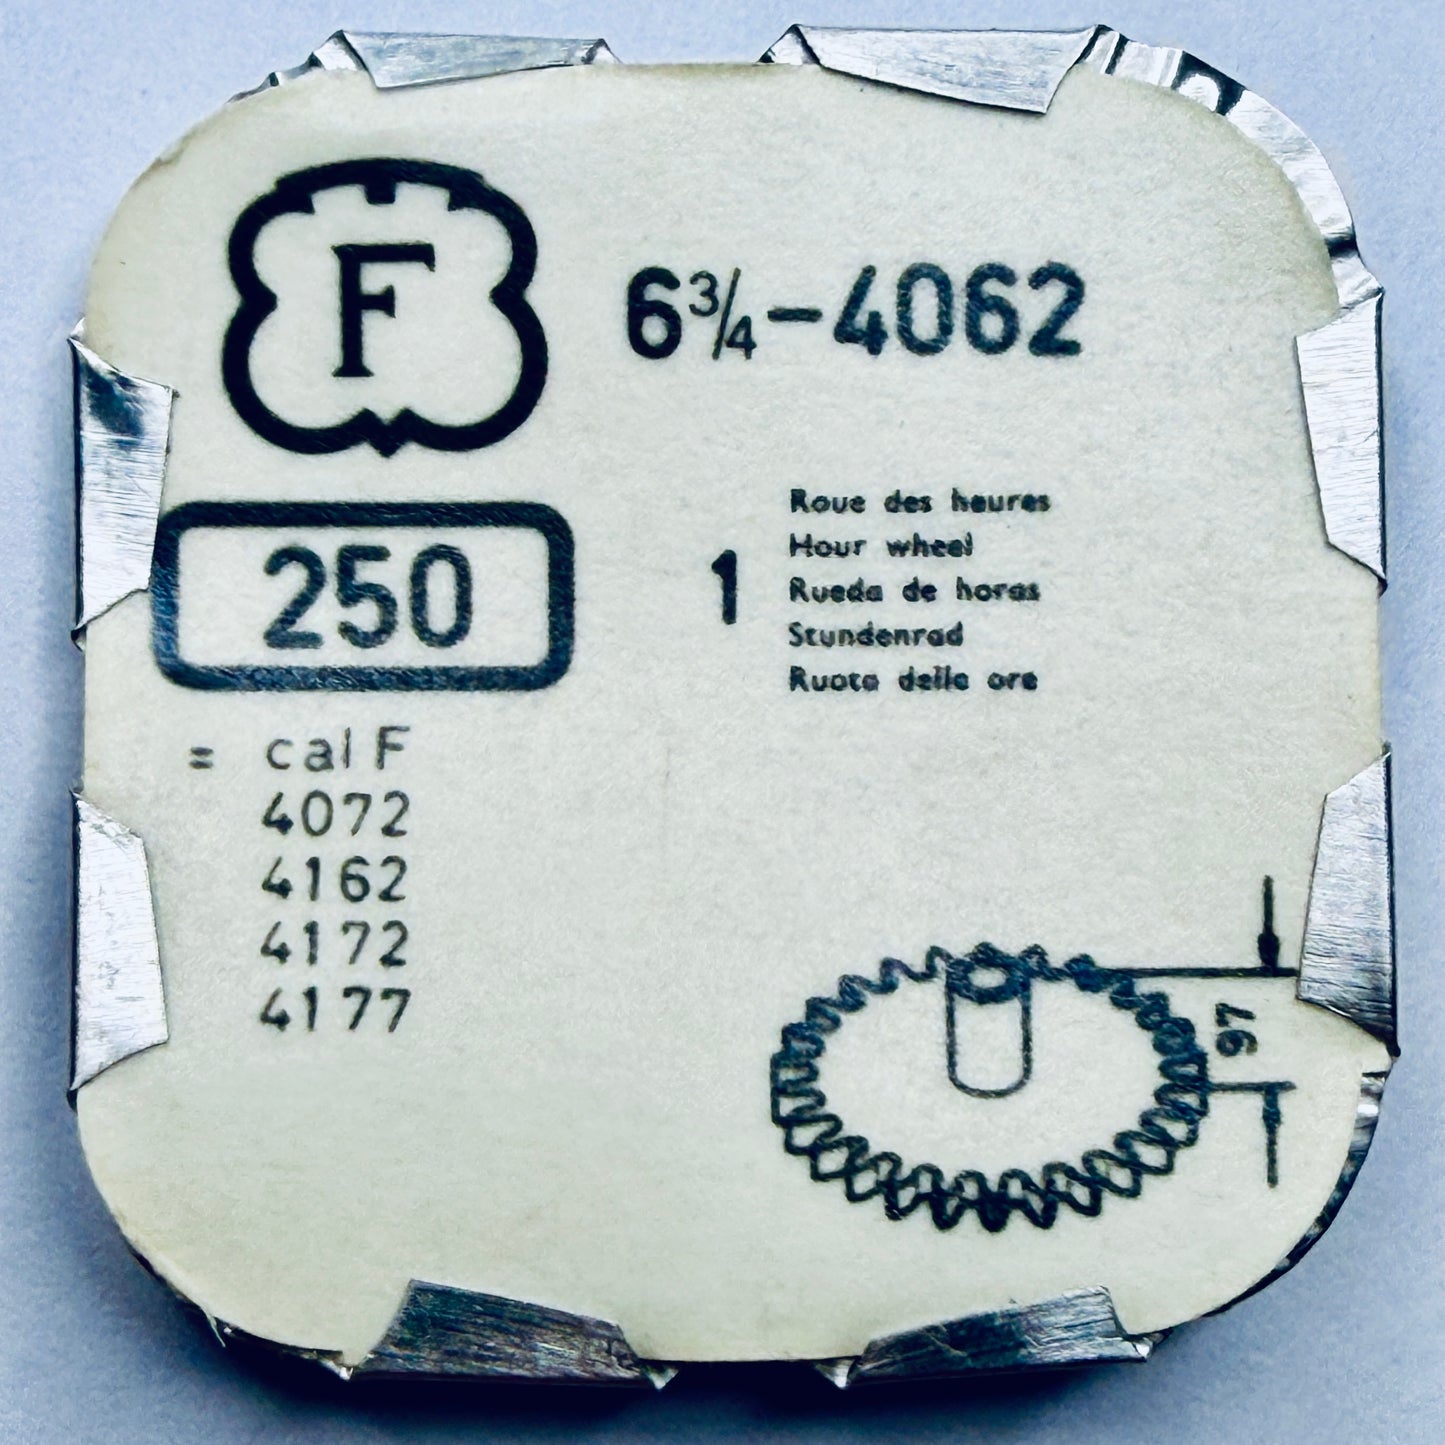 F
6¾-4062
250
1
Roue des heures
Hour wheel
Rueda de horas
Stundenrad
Ruota delle ore
= cal F
4072
4162
4172
4177
97